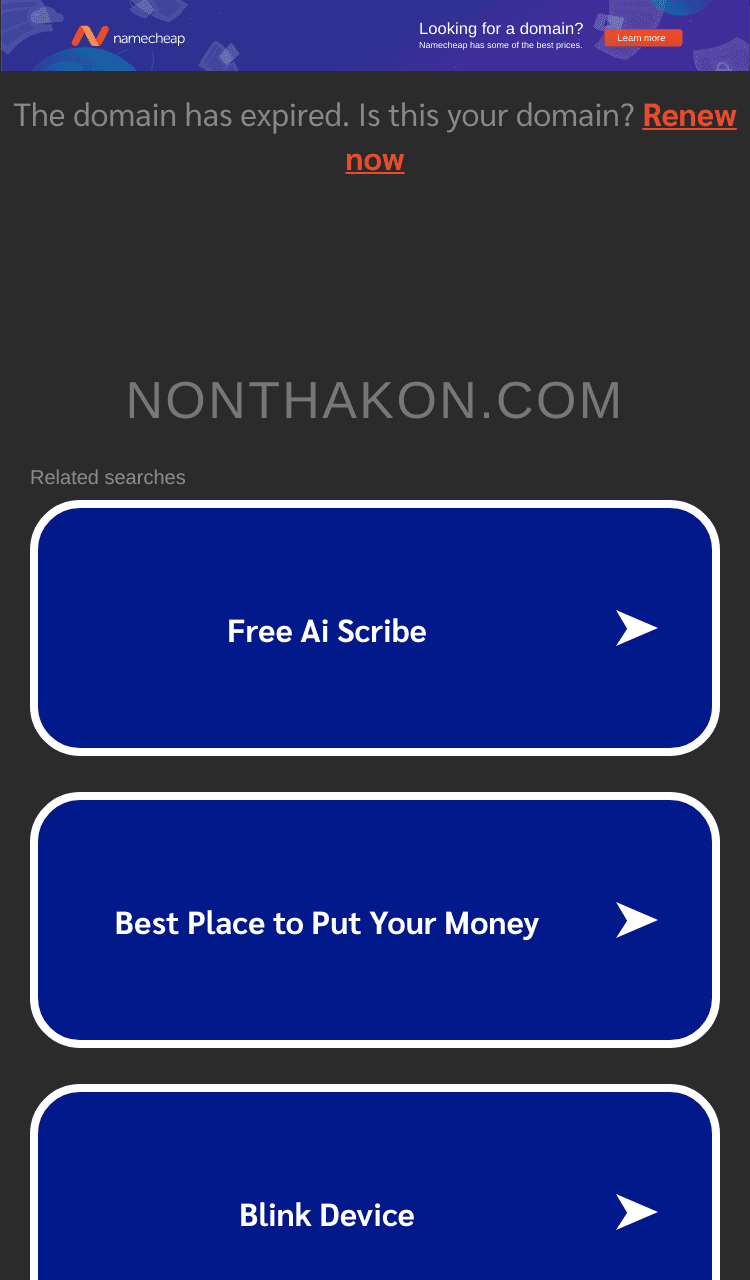 namecheap
Looking for a domain?
Namecheap has some of the best prices.
Learn more
The domain has expired. Is this your domain? Renew
now
NONTHAKON.COM
Related searches
Free Ai Scribe
Best Place to Put Your Money
Blink Device